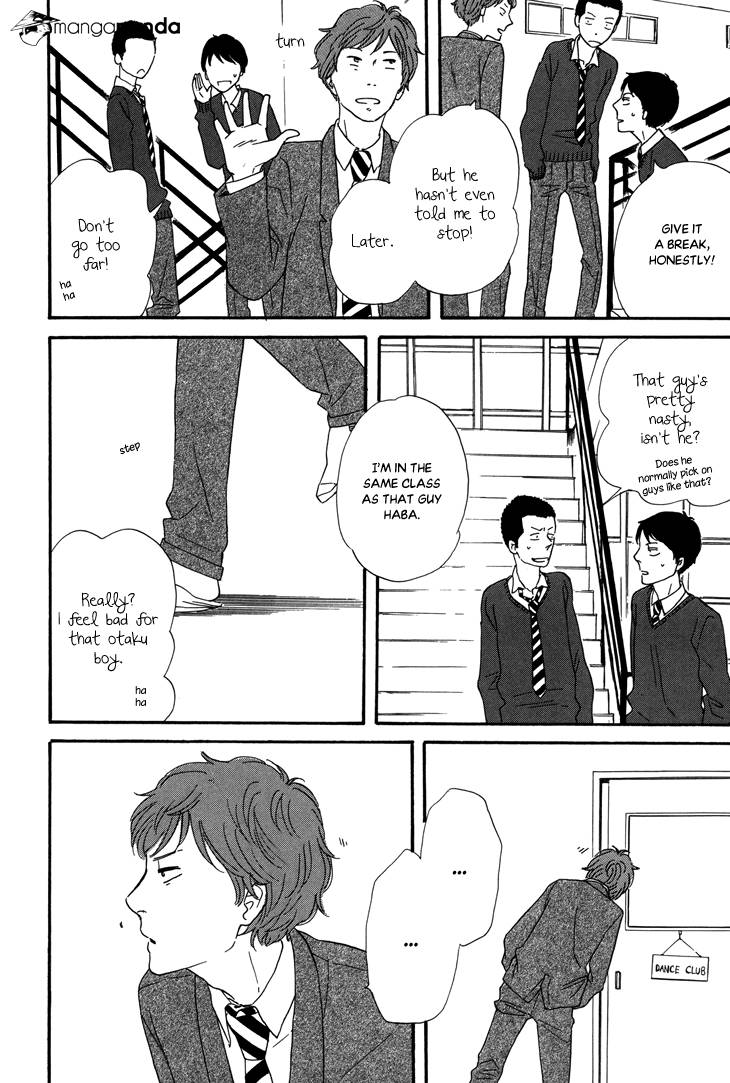 mangapanda
GIVE IT
A BREAK,
HONESTLY!
But he
hasn't even
told me to
stop!
Later.
turn
Don't
go too
far!
ha
ha
That guy's
pretty
nasty,
isn't he?
Does he
normally pick on
guys like that?
I'M IN THE
SAME CLASS
AS THAT GUY
HABA.
step
Really?
I feel bad for
that otaku
boy.
ha
ha
DANCE CLUB
...
...